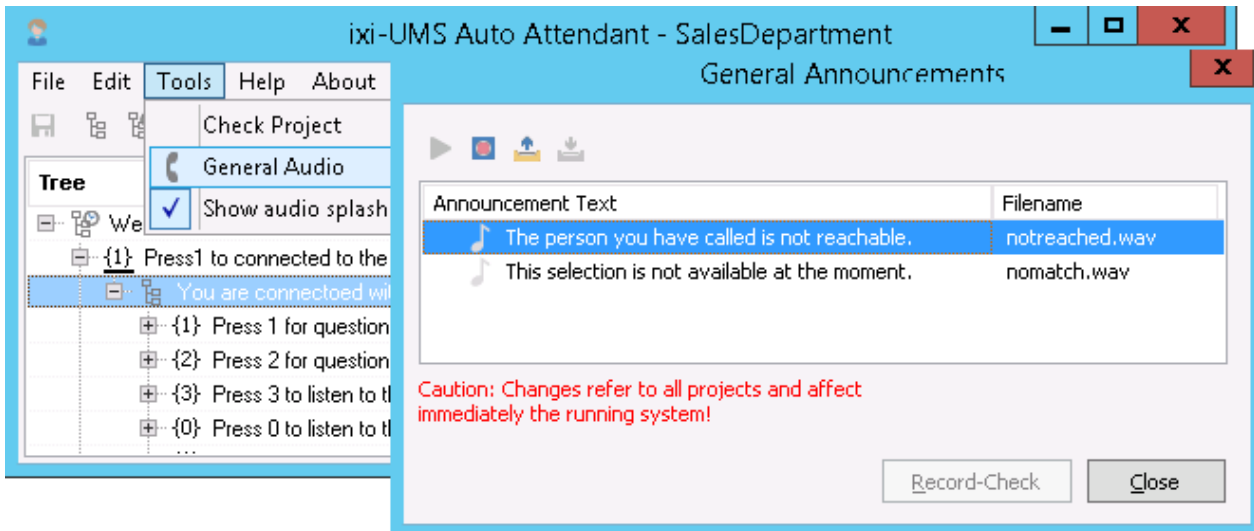 ixi-UMS Auto Attendant - SalesDepartment
File Edit Tools Help About
Check Project
General Audio
Show audio splash
Tree
We
{1} Press1 to connected to the
You are connectoed wi
{1} Press 1 for question
{2} Press 2 for question
{3} Press 3 to listen to t
{0} Press 0 to listen to t
General Announcements
Announcement Text Filename
The person you have called is not reachable. notreached.wav
This selection is not available at the moment. nomatch.wav
Caution: Changes refer to all projects and affect
immediately the running system!
Record-Check Close